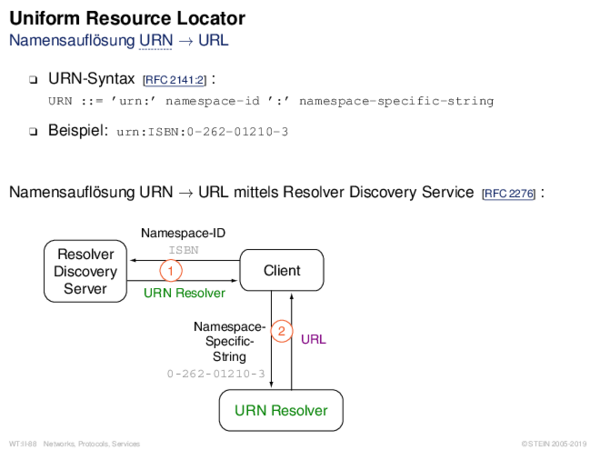 Uniform Resource Locator
Namensauflösung URN → URL
❑ URN-Syntax [RFC 2141:2] :
URN ::= ’urn:’ namespace-id ’:’ namespace-specific-string
❑ Beispiel: urn:ISBN:0-262-01210-3
Namensauflösung URN → URL mittels Resolver Discovery Service [RFC 2276] :
Namespace-ID
ISBN
Resolver
Discovery
Server
1
Client
URN Resolver
Namespace-
Specific-
String
2
URL
0-262-01210-3
URN Resolver
WT:II-88 Networks, Protocols, Services
© STEIN 2005-2019